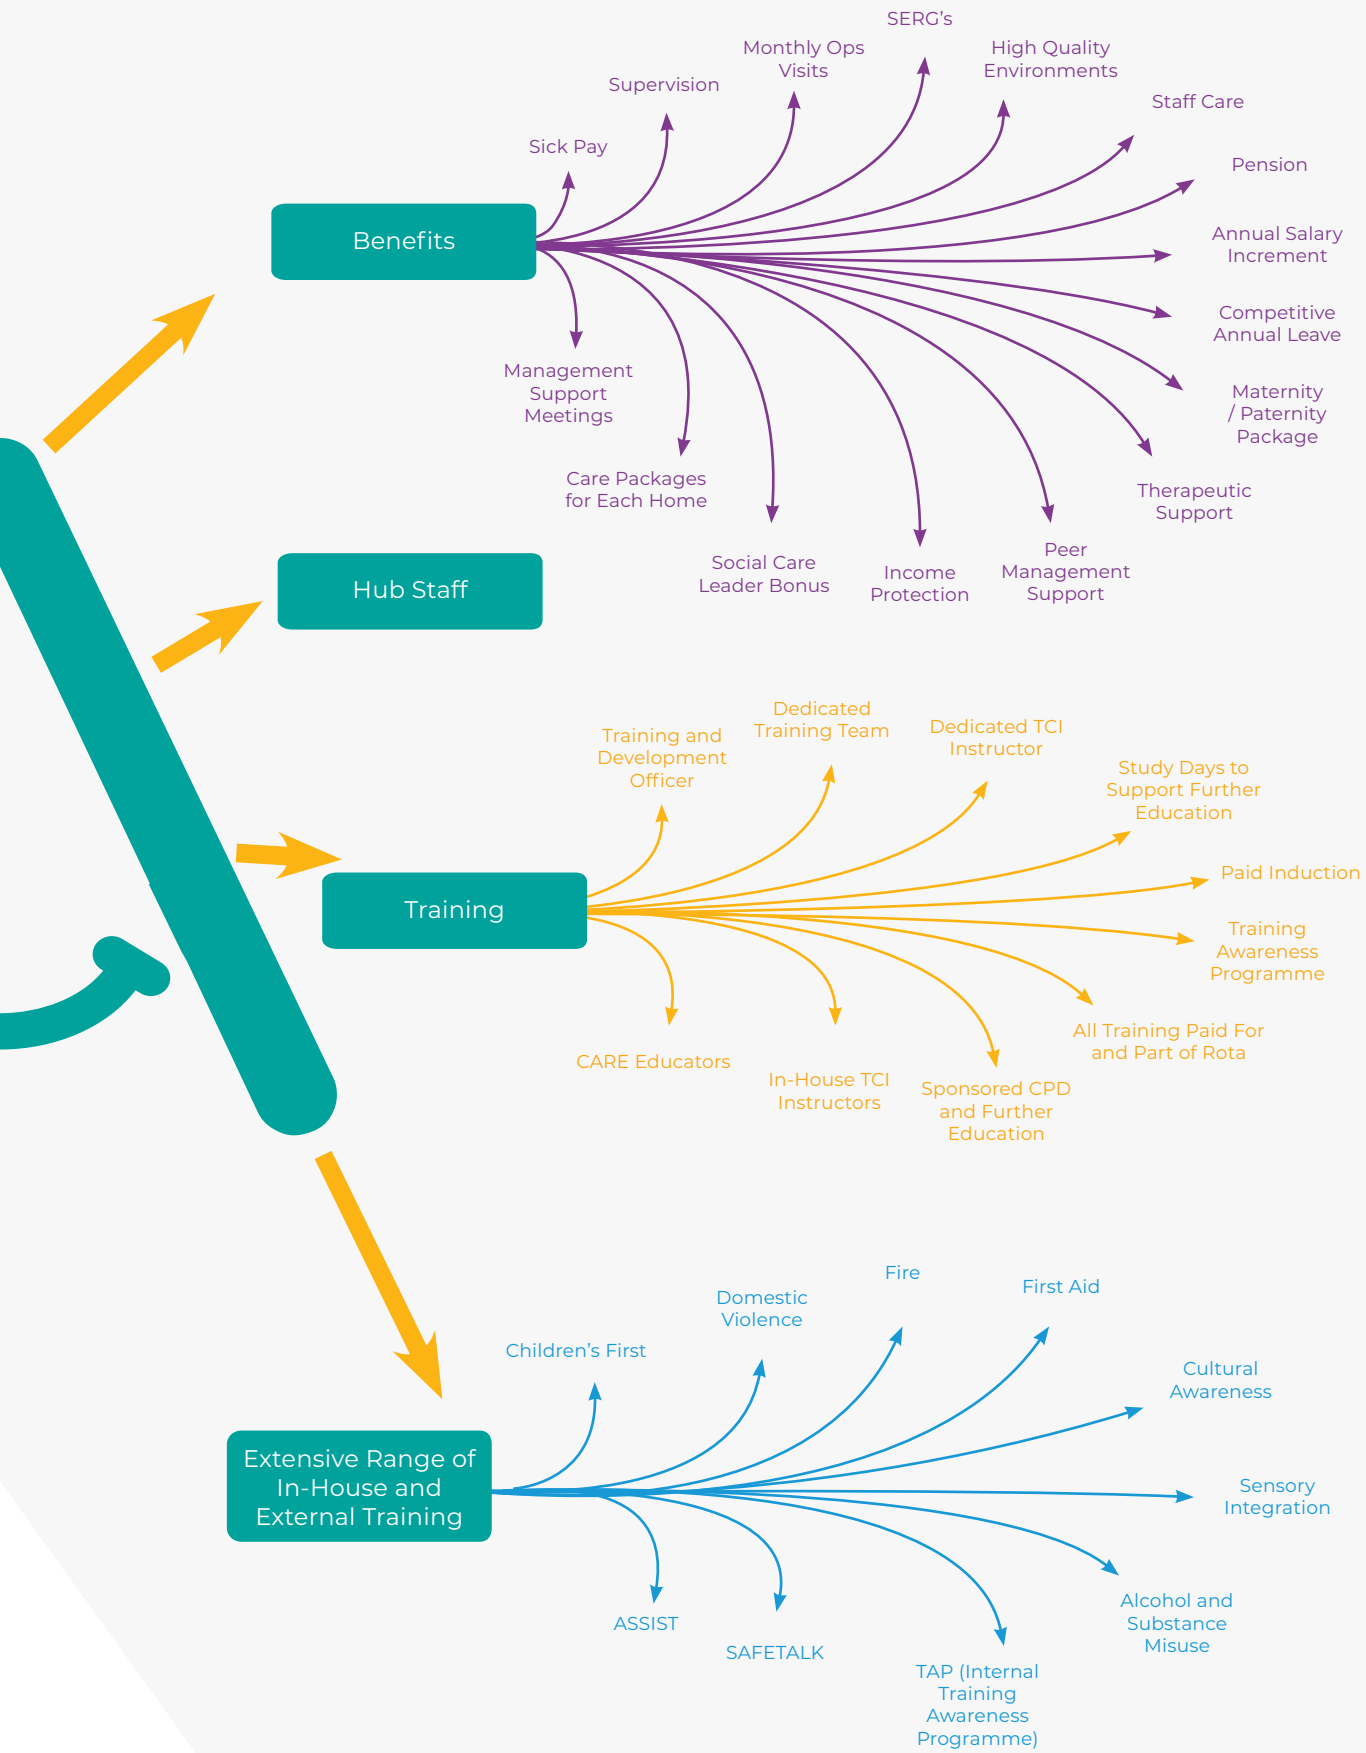 SERG’s
Monthly Ops
Visits
High Quality
Environments
Supervision
Staff Care
Sick Pay
Pension
Benefits
Annual Salary
Increment
Competitive
Annual Leave
Management
Support
Meetings
Maternity
/ Paternity
Package
Care Packages
for Each Home
Therapeutic
Support
Social Care
Leader Bonus
Income
Protection
Peer
Management
Support
Hub Staff
Training and
Development
Officer
Dedicated
Training Team
Dedicated TCI
Instructor
Study Days to
Support Further
Education
Paid Induction
Training
Training
Awareness
Programme
All Training Paid For
and Part of Rota
CARE Educators
In-House TCI
Instructors
Sponsored CPD
and Further
Education
Fire
First Aid
Domestic
Violence
Children’s First
Cultural
Awareness
Extensive Range of
In-House and
External Training
Sensory
Integration
Alcohol and
Substance
Misuse
ASSIST
SAFETALK
TAP (Internal
Training
Awareness
Programme)